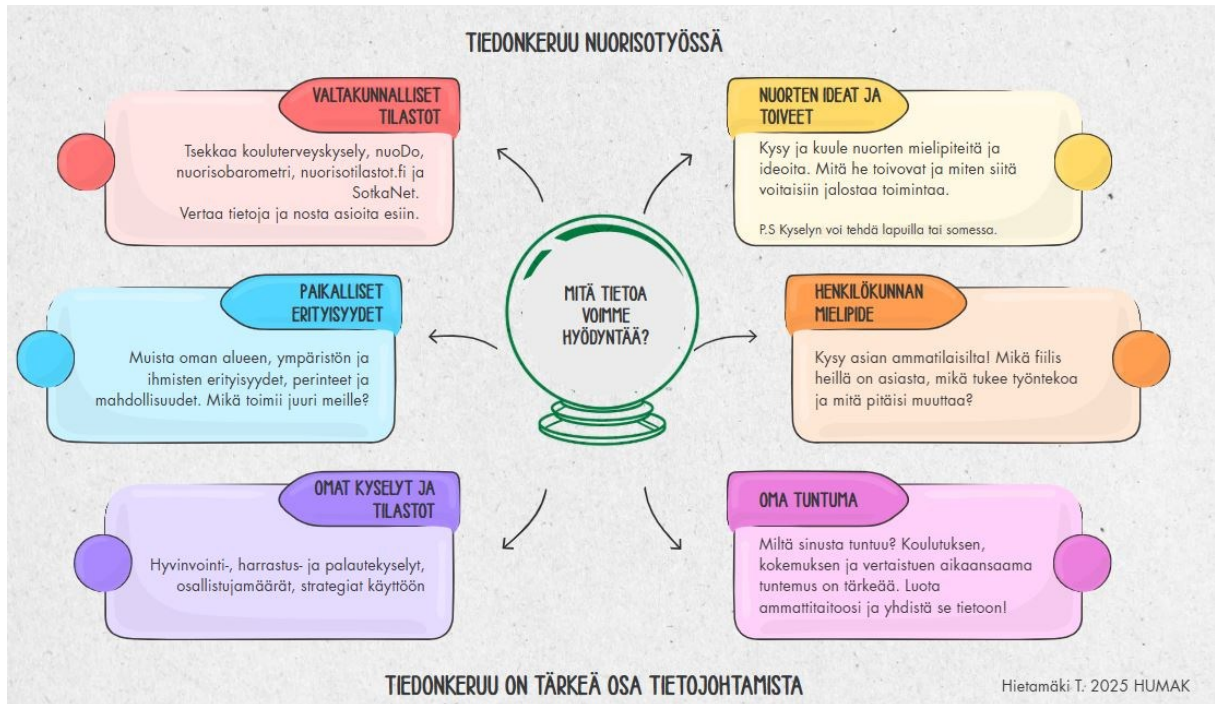 TIEDONKERUU NUORISOTYÖSSÄ
VALTAKUNNALLISET
TILASTOT
Tsekkaa kouluterveyskysely, nuoDo,
nuorisobarometri, nuorisotilastot.fi ja
SotkaNet.
Vertaa tietoja ja nosta asioita esiin.
NUORTEN IDEAT JA
TOIVEET
Kysy ja kuule nuorten mielipiteitä ja
ideoita. Mitä he toivovat ja miten siitä
voitaisiin jalostaa toimintaa.
P.S Kyselyn voi tehdä lapuilla tai somessa.
MITÄ TIETOA
VOIMME
HYÖDYNTÄÄ?
PAIKALLISET
ERITYISYYDET
Muista oman alueen, ympäristön ja
ihmisten erityisyydet, perinteet ja
mahdollisuudet. Mikä toimii juuri meille?
HENKILÖKUNNAN
MIELIPIDE
Kysy asian ammatilaisilta! Mikä fiilis
heillä on asiasta, mikä tukee työntekoa
ja mitä pitäisi muuttaa?
OMAT KYSELYT JA
TILASTOT
Hyvinvointi-, harrastus- ja palautekyselyt,
osallistujamäärät, strategiat käyttöön
OMA TUNTUMA
Miltä sinusta tuntuu? Koulutuksen,
kokemuksen ja vertaistuen aikaansaama
tuntemus on tärkeää. Luota
ammattitaitoosi ja yhdistä se tietoon!
TIEDONKERUU ON TÄRKEÄ OSA TIETOJOHTAMISTA
Hietamäki T. 2025 HUMAK